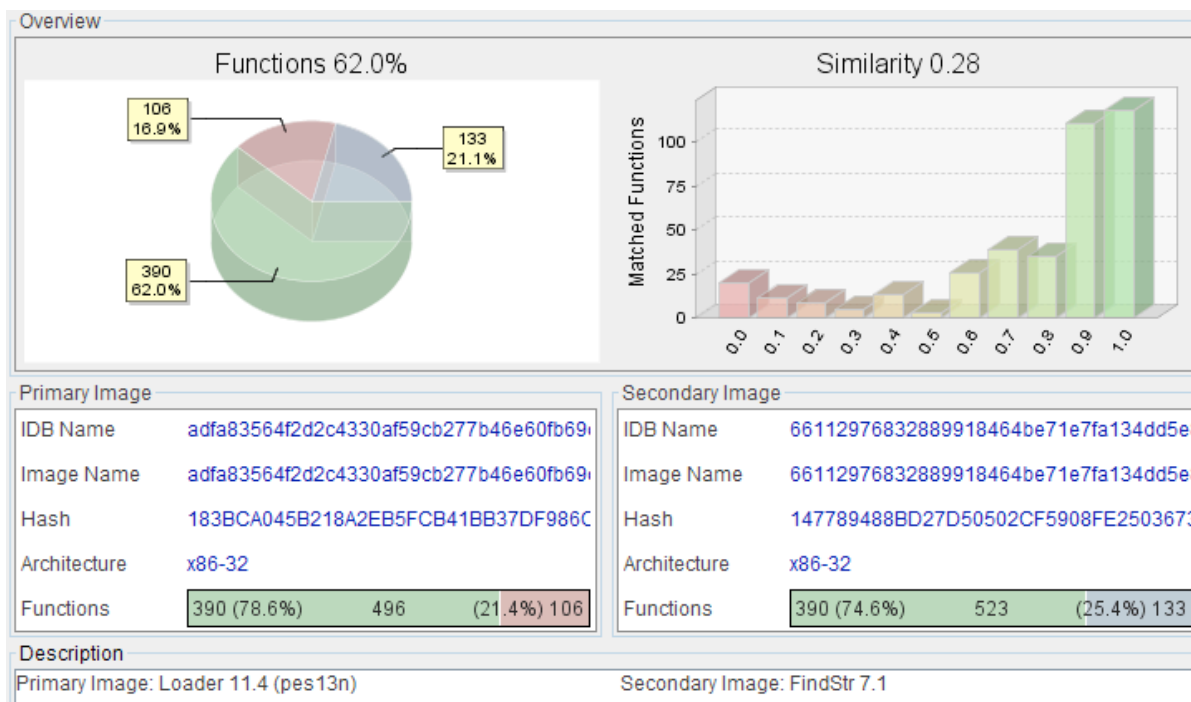 Overview
Functions 62.0%
106
16.9%
133
21.1%
390
62.0%
Similarity 0.28
Matched Functions
100
75
50
25
0
0.0 0.1 0.2 0.3 0.4 0.5 0.6 0.7 0.8 0.9 1.0
Primary Image
IDB Name adfa83564f2d2c4330af59cb277b46e60fb69
Image Name adfa83564f2d2c4330af59cb277b46e60fb69
Hash 183BCA045B218A2EB5FCB41BB37DF986C
Architecture x86-32
Functions 390 (78.6%) 496 (21.4%) 106
Secondary Image
IDB Name 66112976832889918464be71e7fa134dd5e
Image Name 66112976832889918464be71e7fa134dd5e
Hash 147789488BD27D50502CF5908FE2503673
Architecture x86-32
Functions 390 (74.6%) 523 (25.4%) 133
Description
Primary Image: Loader 11.4 (pes13n) Secondary Image: FindStr 7.1